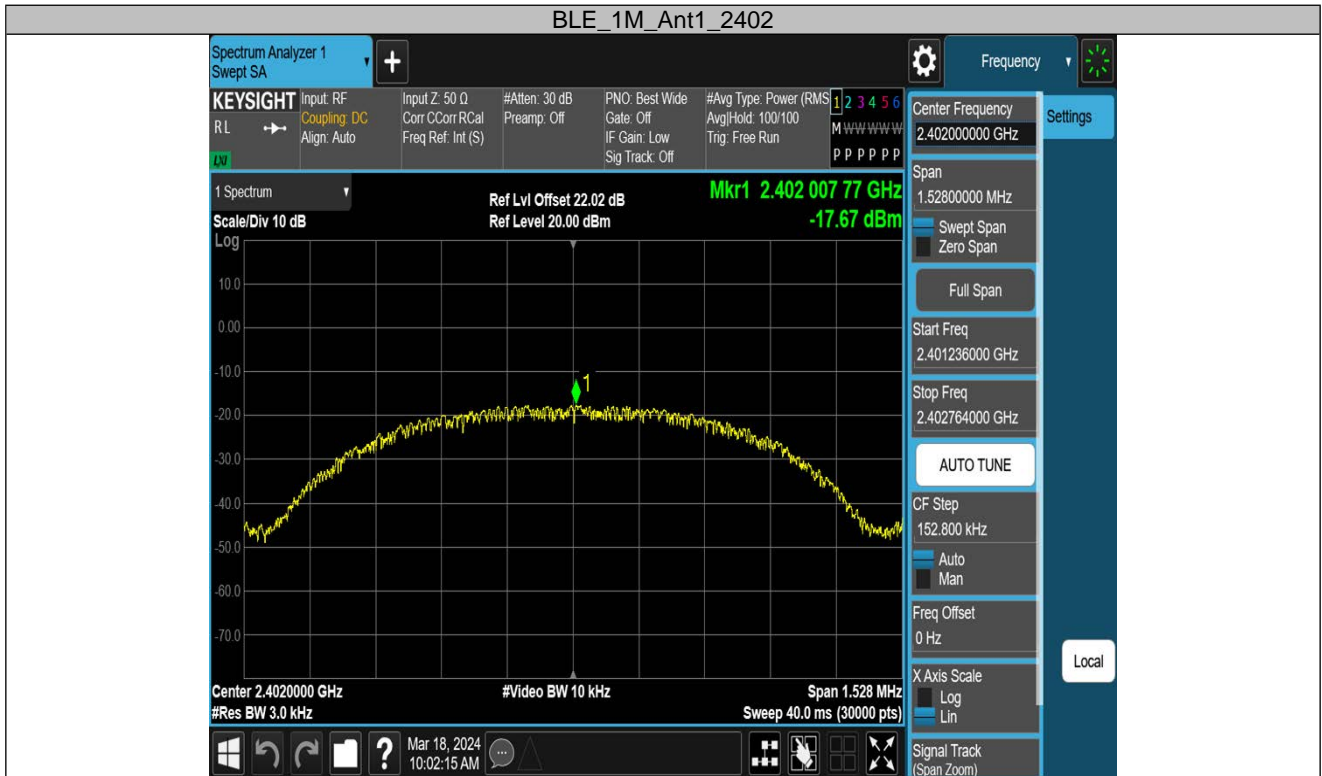 BLE_1M_Ant1_2402
Spectrum Analyzer 1
Swept SA
Frequency
KEYSIGHT
RL
LXI
Input: RF
Coupling: DC
Align: Auto
Input Z: 50 Ω
Corr CCorr RCal
Freq Ref: Int (S)
#Atten: 30 dB
Preamp: Off
PNO: Best Wide
Gate: Off
IF Gain: Low
Sig Track: Off
#Avg Type: Power (RMS
Avg|Hold: 100/100
Trig: Free Run
1 2 3 4 5 6
M W W W W W
P P P P P P
1 Spectrum
Scale/Div 10 dB
Log
Ref Lvl Offset 22.02 dB
Ref Level 20.00 dBm
Mkr1 2.402 007 77 GHz
-17.67 dBm
10.0
0.00
-10.0
1
-20.0
-30.0
-40.0
-50.0
-60.0
-70.0
Center 2.4020000 GHz
#Res BW 3.0 kHz
#Video BW 10 kHz
Span 1.528 MHz
Sweep 40.0 ms (30000 pts)
Center Frequency
2.402000000 GHz
Settings
Span
1.52800000 MHz
Swept Span
Zero Span
Full Span
Start Freq
2.401236000 GHz
Stop Freq
2.402764000 GHz
AUTO TUNE
CF Step
152.800 kHz
Auto
Man
Freq Offset
0 Hz
X Axis Scale
Log
Lin
Local
Signal Track
(Span Zoom)
?
Mar 18, 2024
10:02:15 AM